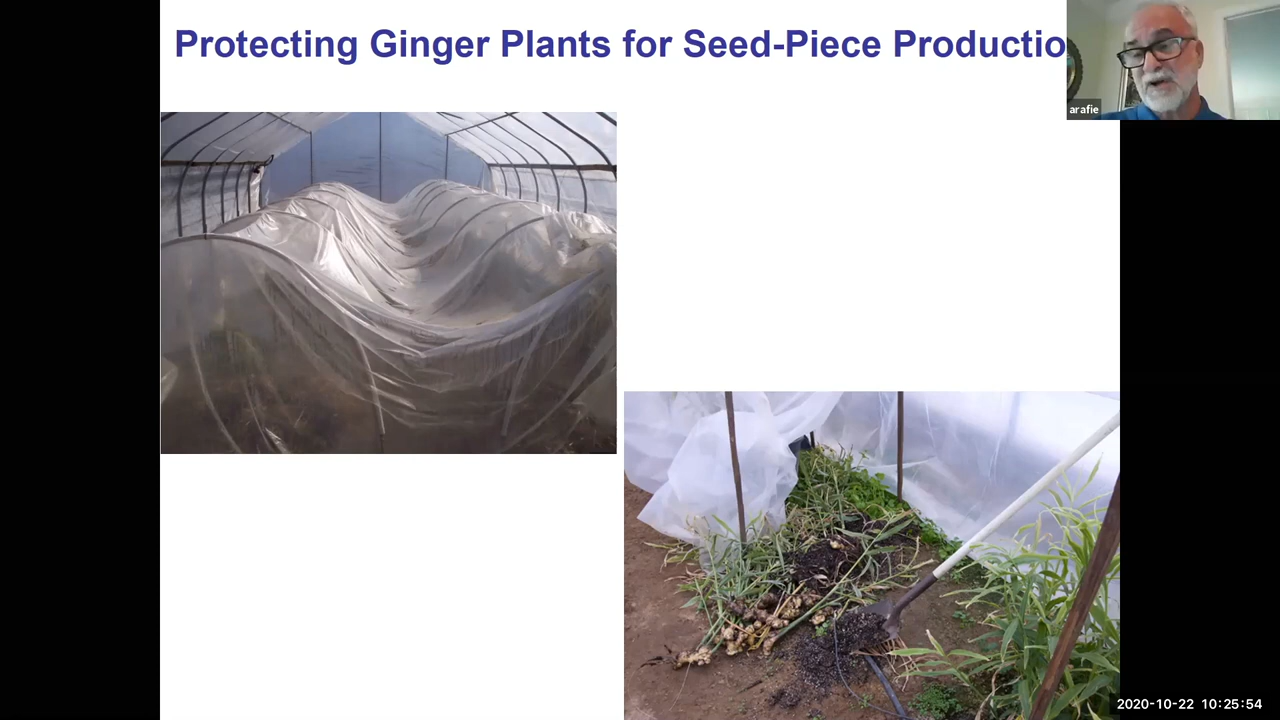 Protecting Ginger Plants for Seed-Piece Productio
arafie
2020-10-22 10:25:54